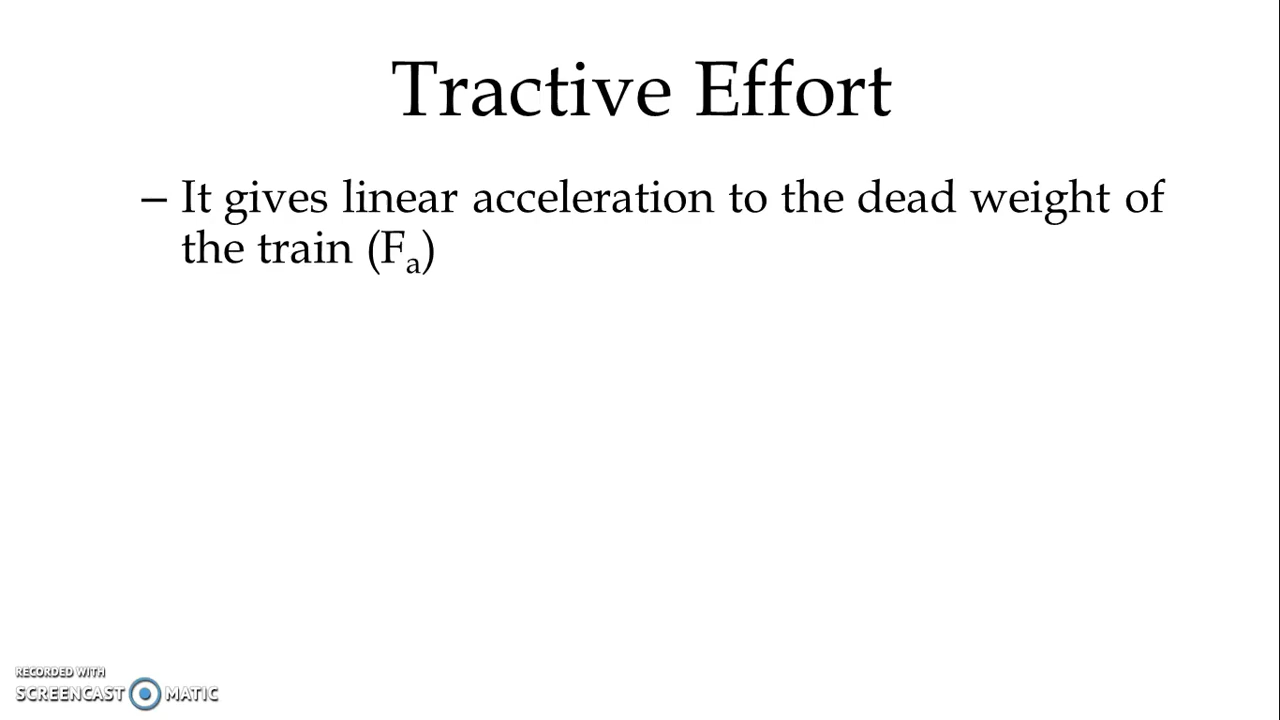 Tractive Effort
– It gives linear acceleration to the dead weight of
the train (Fₐ)
RECORDED WITH
SCREENCAST MATIC